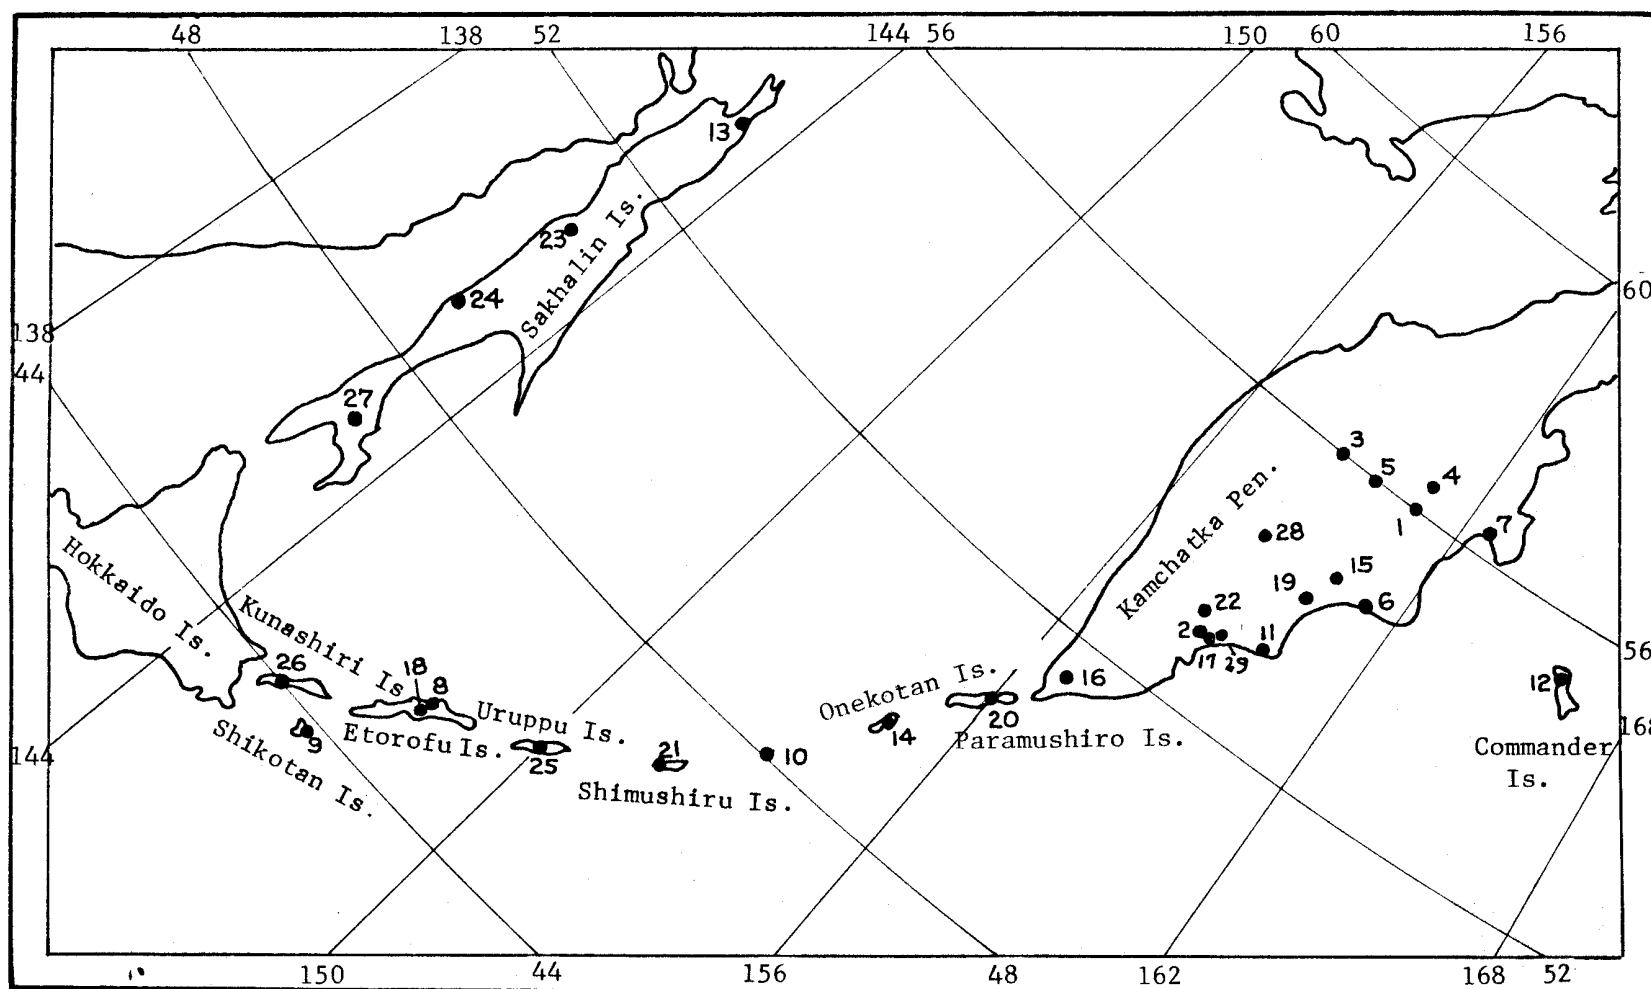 48 138 52 144 56 150 60 156
13
23
Sakhalin Is.
24
60
138
44
27
3
5
4
1
7
28
Kamchatka Pen.
15
19
6
22
2
17 29
11
Hokkaido Is.
Kunashiri Is.
26
18
8
Uruppu Is.
Onekotan Is.
16
56
12
20
14
Paramushiro Is.
168
9
Etorofu Is.
Shikotan Is.
25
21
10
144
Shimushiru Is.
Commander
Is.
150 44 156 48 162 168 52